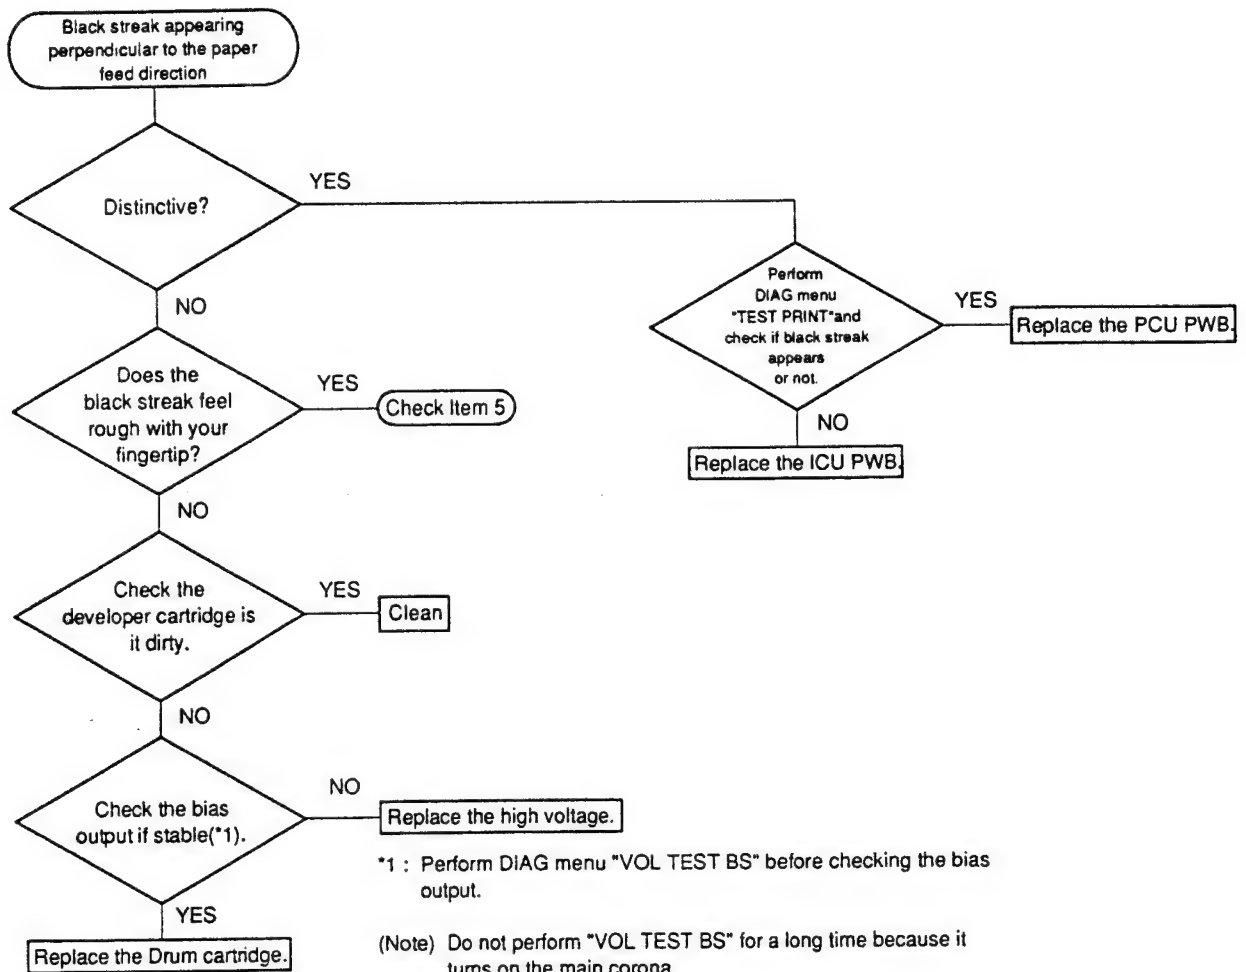 Black streak appearing
perpendicular to the paper
feed direction
Distinctive?
YES
NO
Perform
DIAG menu
"TEST PRINT"and
check if black streak
appears
or not.
YES
Replace the PCU PWB.
NO
Replace the ICU PWB.
Does the
black streak feel
rough with your
fingertip?
YES
Check Item 5
NO
Check the
developer cartridge is
it dirty.
YES
Clean
NO
Check the bias
output if stable(*1).
NO
Replace the high voltage.
YES
Replace the Drum cartridge.
*1 : Perform DIAG menu "VOL TEST BS" before checking the bias
output.
(Note) Do not perform "VOL TEST BS" for a long time because it
turns on the main corona